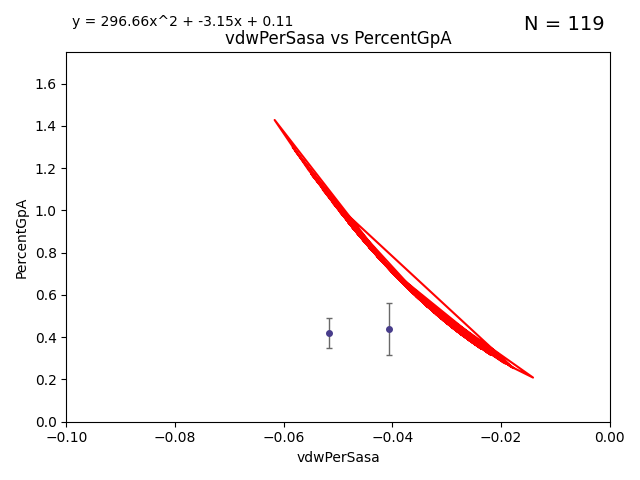 y = 296.66x^2 + -3.15x + 0.11
N = 119
vdwPerSasa vs PercentGpA
1.6
1.4
1.2
1.0
0.8
0.6
0.4
0.2
0.0
PercentGpA
−0.10 −0.08 −0.06 −0.04 −0.02 0.00
vdwPerSasa